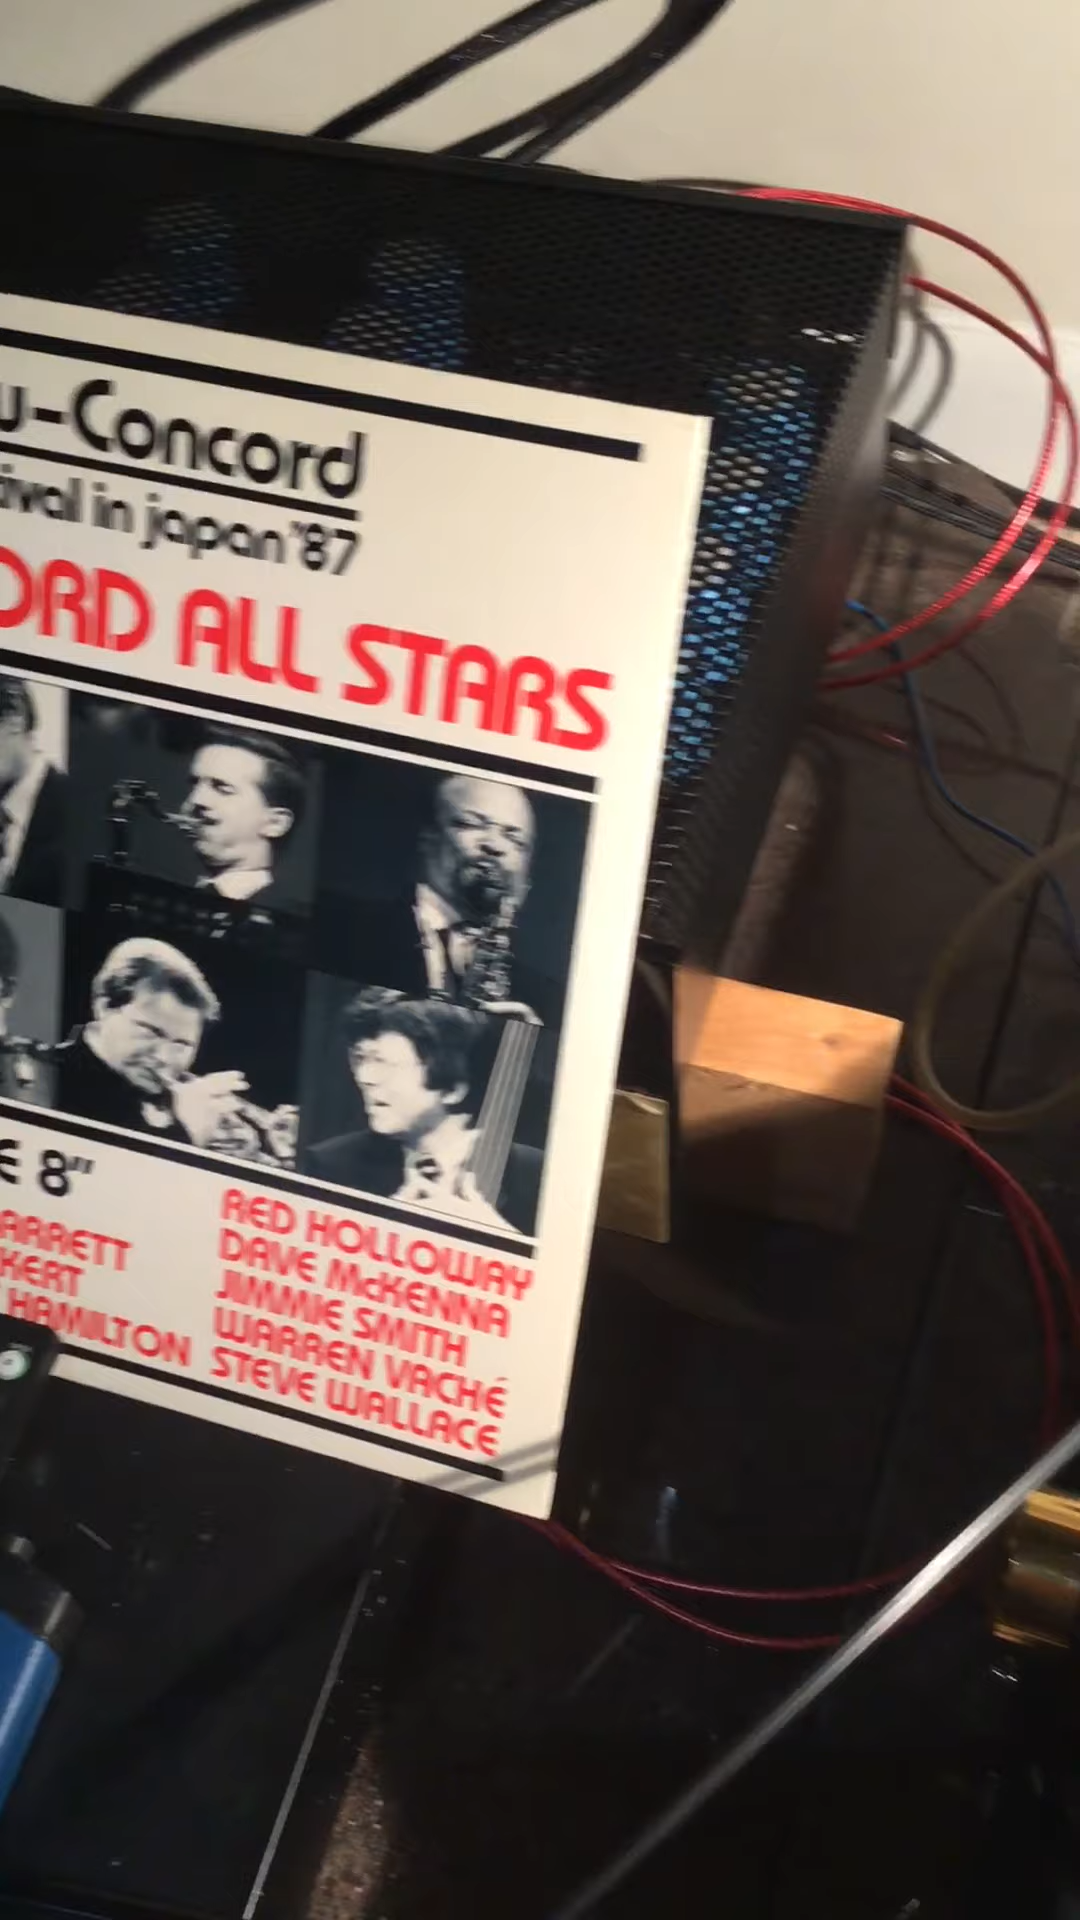 u-Concord
ival in japan '87
ORD ALL STARS
E 8"
ARRETT
KERT
HAMILTON
RED HOLLOWAY
DAVE McKENNA
JIMMIE SMITH
WARREN VACHÉ
STEVE WALLACE